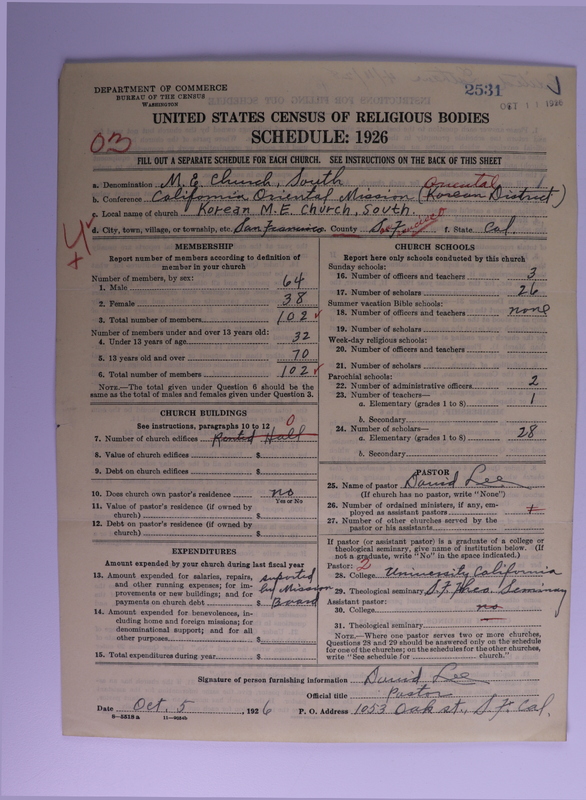 DEPARTMENT OF COMMERCE
BUREAU OF THE CENSUS
WASHINGTON
2531
OCT 11 1926
UNITED STATES CENSUS OF RELIGIOUS BODIES
SCHEDULE: 1926
03
FILL OUT A SEPARATE SCHEDULE FOR EACH CHURCH. SEE INSTRUCTIONS ON THE BACK OF THIS SHEET
a. Denomination M. E. Church, South
Oriental
b. Conference California Oriental Mission (Korean District)
c. Local name of church Korean M.E. Church, South.
d. City, town, village, or township, etc. San Francisco. County S.F. f. State Cal.
MEMBERSHIP
Report number of members according to definition of member in your church
Number of members, by sex:
1. Male 64
2. Female 38
3. Total number of members 102
Number of members under and over 13 years old:
4. Under 13 years of age 32
5. 13 years old and over 70
6. Total number of members 102
NOTE.—The total given under Question 6 should be the
same as the total of males and females given under Question 3.
CHURCH BUILDINGS
See instructions, paragraphs 10 to 12
7. Number of church edifices Rented Hall 0
8. Value of church edifices $
9. Debt on church edifices $
10. Does church own pastor's residence no
Yes or No
11. Value of pastor's residence (if owned by
church) $
12. Debt on pastor's residence (if owned by
church) $
EXPENDITURES
Amount expended by your church during last fiscal year
13. Amount expended for salaries, repairs,
and other running expenses; for im-
provements or new buildings; and for
payments on church debt $ supported by Mission Board
14. Amount expended for benevolences, in-
cluding home and foreign missions; for
denominational support; and for all
other purposes $
15. Total expenditures during year $
CHURCH SCHOOLS
Report here only schools conducted by this church
Sunday schools:
16. Number of officers and teachers 3
17. Number of scholars 26
Summer vacation Bible schools:
18. Number of officers and teachers none
19. Number of scholars
Week-day religious schools:
20. Number of officers and teachers
21. Number of scholars
Parochial schools:
22. Number of administrative officers 2
23. Number of teachers—
a. Elementary (grades 1 to 8) 1
b. Secondary
24. Number of scholars—
a. Elementary (grades 1 to 8) 28
b. Secondary
PASTOR
25. Name of pastor David Lee
(If church has no pastor, write "None")
26. Number of ordained ministers, if any, em-
ployed as assistant pastors
27. Number of other churches served by the
pastor or his assistants
If pastor (or assistant pastor) is a graduate of a college or
theological seminary, give name of institution below. (If
not a graduate, write "No" in the space indicated.)
Pastor: 2
28. College University California
29. Theological seminary S.F. Theo. Seminary
Assistant pastor:
30. College no
31. Theological seminary
NOTE.—Where one pastor serves two or more churches,
Questions 28 and 29 should be answered only on the schedule
for one of the churches; on the schedules for the other churches,
write "See schedule for church."
Signature of person furnishing information David Lee
Official title Pastor
Date Oct. 5, 1926 P. O. Address 1053 Oak st., S.F. Cal.
8—5518 a